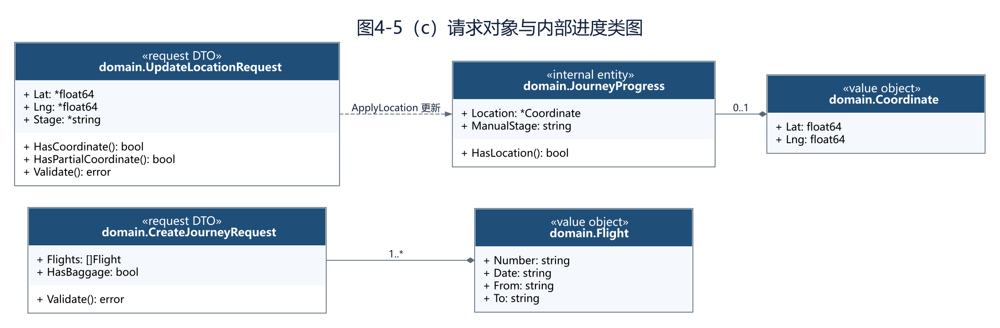 图4-5（c）请求对象与内部进度类图
«request DTO»
domain.UpdateLocationRequest
+ Lat: *float64
+ Lng: *float64
+ Stage: *string
+ HasCoordinate(): bool
+ HasPartialCoordinate(): bool
+ Validate(): error
ApplyLocation 更新
«internal entity»
domain.JourneyProgress
+ Location: *Coordinate
+ ManualStage: string
+ HasLocation(): bool
0..1
«value object»
domain.Coordinate
+ Lat: float64
+ Lng: float64
«request DTO»
domain.CreateJourneyRequest
+ Flights: []Flight
+ HasBaggage: bool
+ Validate(): error
1..*
«value object»
domain.Flight
+ Number: string
+ Date: string
+ From: string
+ To: string